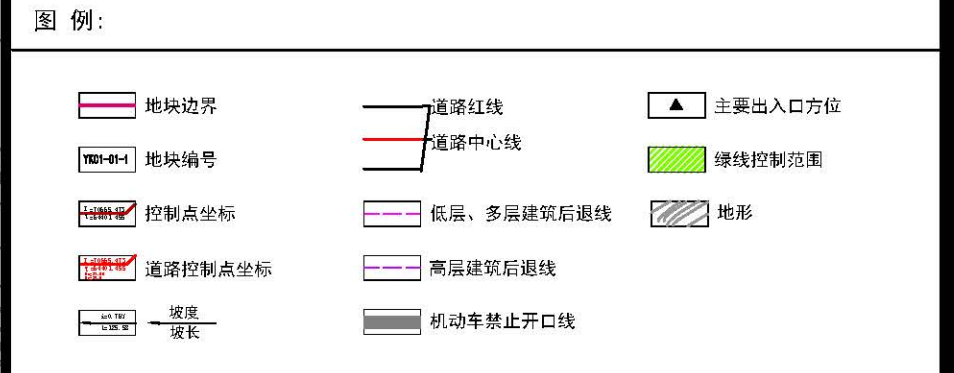 图 例:
地块边界
YK01-01-1 地块编号
控制点坐标
道路控制点坐标
坡度
坡长
道路红线
道路中心线
低层、多层建筑后退线
高层建筑后退线
机动车禁止开口线
主要出入口方位
绿线控制范围
地形